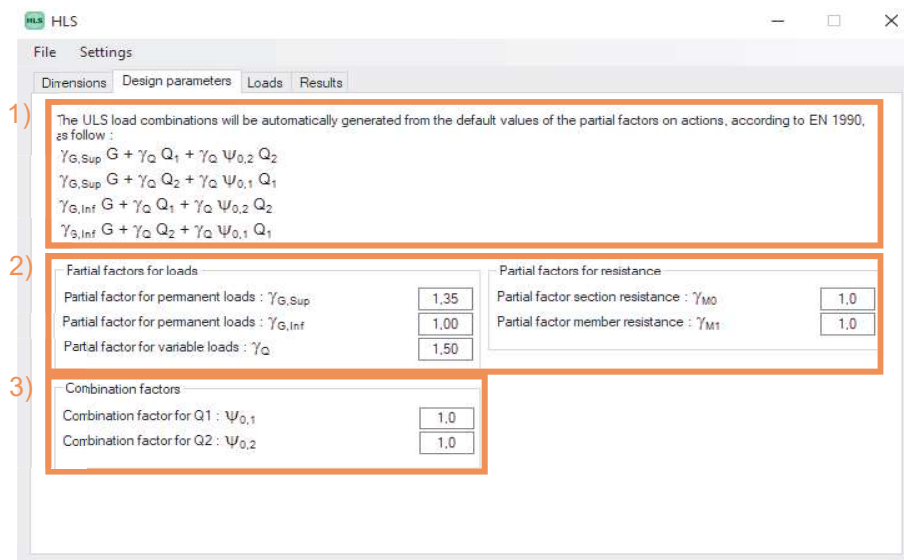 HLS HLS
File Settings
Dimensions Design parameters Loads Results
1)
The ULS load combinations will be automatically generated from the default values of the partial factors on actions, according to EN 1990,
as follow :
γG,Sup G + γQ Q1 + γQ Ψ0,2 Q2
γG,Sup G + γQ Q2 + γQ Ψ0,1 Q1
γG,Inf G + γQ Q1 + γQ Ψ0,2 Q2
γG,Inf G + γQ Q2 + γQ Ψ0,1 Q1
2)
Partial factors for loads
Partial factor for permanent loads : γG,Sup 1,35
Partial factor for permanent loads : γG,Inf 1,00
Partal factor for variable loads : γQ 1,50
Partial factors for resistance
Partial factor section resistance : γM0 1,0
Partial factor member resistance : γM1 1,0
3)
Combination factors
Combination factor for Q1 : Ψ0,1 1,0
Combination factor for Q2 : Ψ0,2 1,0